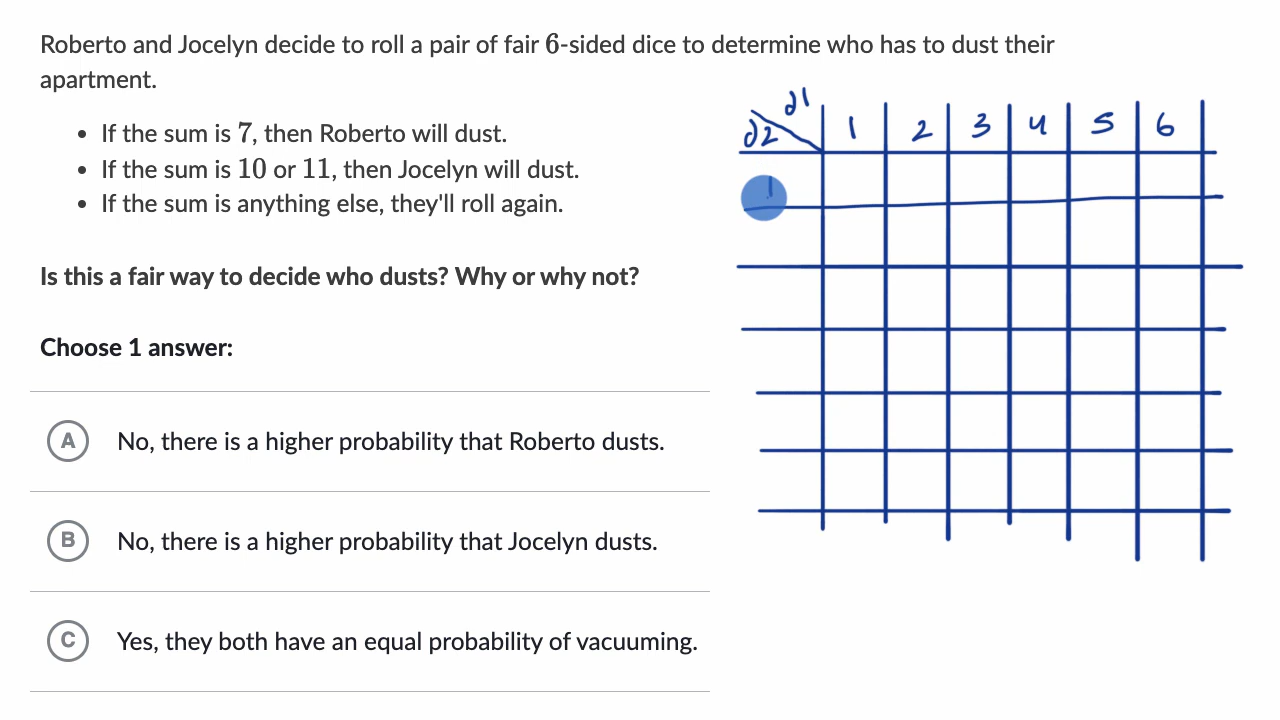 Roberto and Jocelyn decide to roll a pair of fair 6-sided dice to determine who has to dust their
apartment.
• If the sum is 7, then Roberto will dust.
• If the sum is 10 or 11, then Jocelyn will dust.
• If the sum is anything else, they'll roll again.
Is this a fair way to decide who dusts? Why or why not?
Choose 1 answer:
A No, there is a higher probability that Roberto dusts.
B No, there is a higher probability that Jocelyn dusts.
C Yes, they both have an equal probability of vacuuming.
d1
d2 1 2 3 4 5 6
1